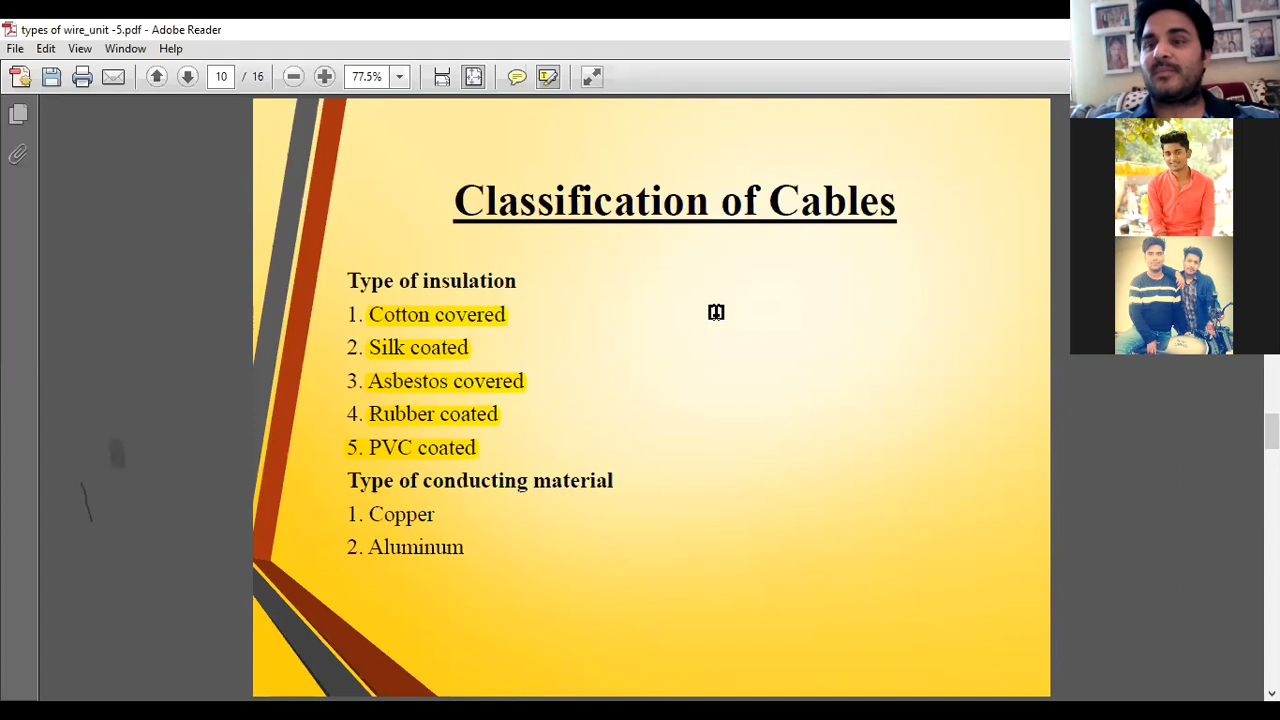 types of wire_unit -5.pdf - Adobe Reader
File Edit View Window Help
10 / 16 77.5%
Classification of Cables
Type of insulation
1. Cotton covered
2. Silk coated
3. Asbestos covered
4. Rubber coated
5. PVC coated
Type of conducting material
1. Copper
2. Aluminum